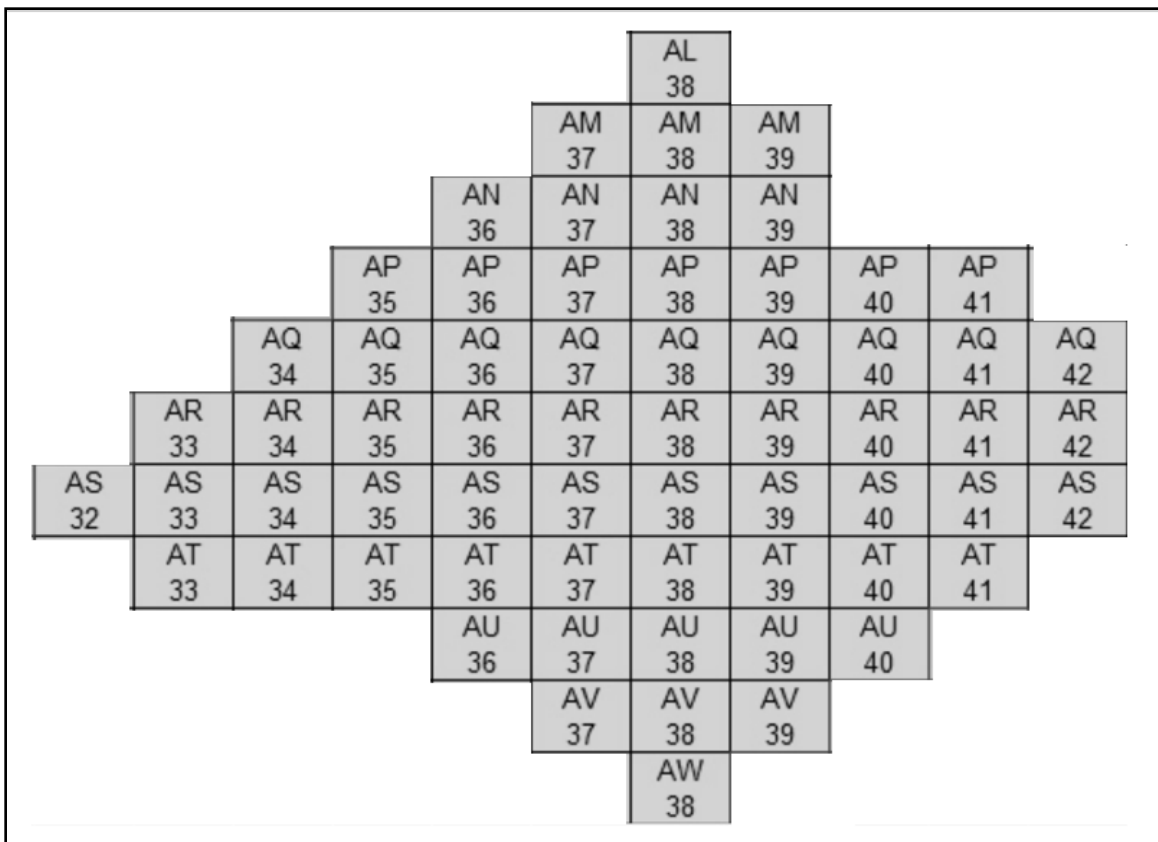 AL
38
AM AM AM
37 38 39
AN AN AN AN
36 37 38 39
AP AP AP AP AP AP AP
35 36 37 38 39 40 41
AQ AQ AQ AQ AQ AQ AQ AQ AQ
34 35 36 37 38 39 40 41 42
AR AR AR AR AR AR AR AR AR AR
33 34 35 36 37 38 39 40 41 42
AS AS AS AS AS AS AS AS AS AS AS
32 33 34 35 36 37 38 39 40 41 42
AT AT AT AT AT AT AT AT AT
33 34 35 36 37 38 39 40 41
AU AU AU AU AU
36 37 38 39 40
AV AV AV
37 38 39
AW
38